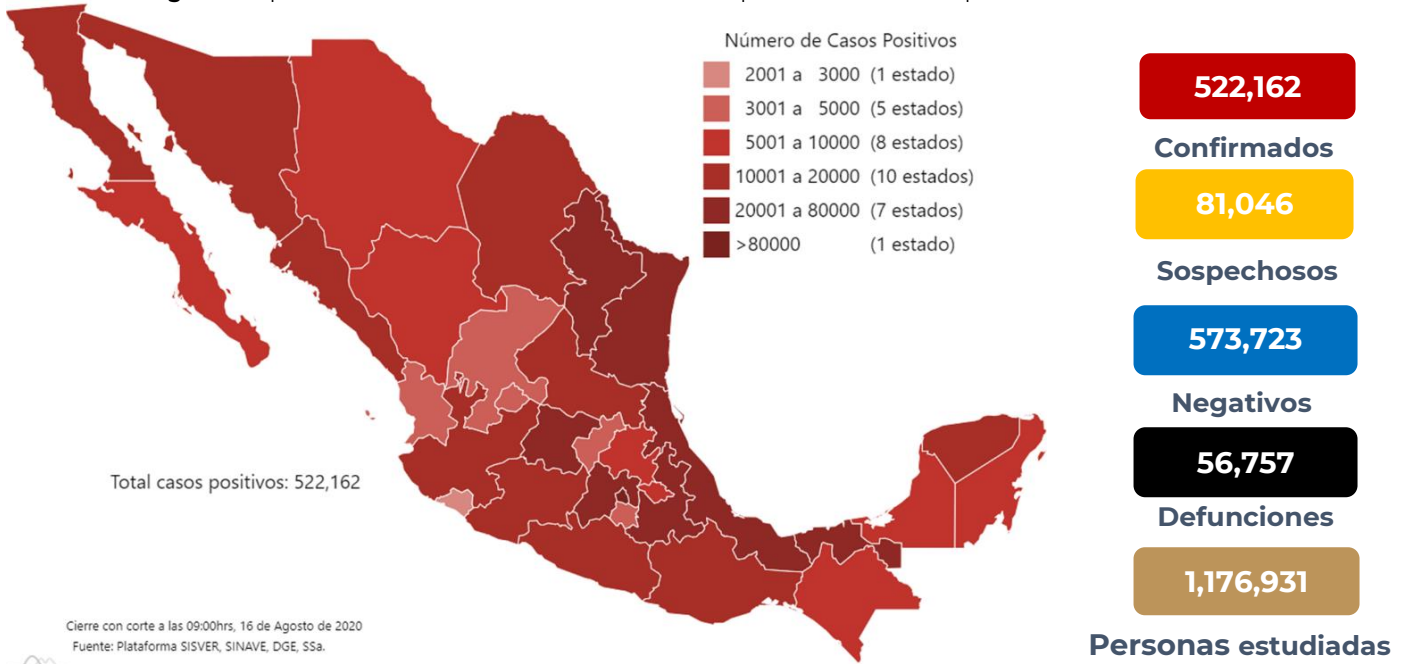 Número de Casos Positivos
2001 a 3000 (1 estado)
3001 a 5000 (5 estados)
5001 a 10000 (8 estados)
10001 a 20000 (10 estados)
20001 a 80000 (7 estados)
>80000 (1 estado)
Total casos positivos: 522,162
Cierre con corte a las 09:00hrs, 16 de Agosto de 2020
Fuente: Plataforma SISVER, SINAVE, DGE, SSa.
522,162
Confirmados
81,046
Sospechosos
573,723
Negativos
56,757
Defunciones
1,176,931
Personas estudiadas